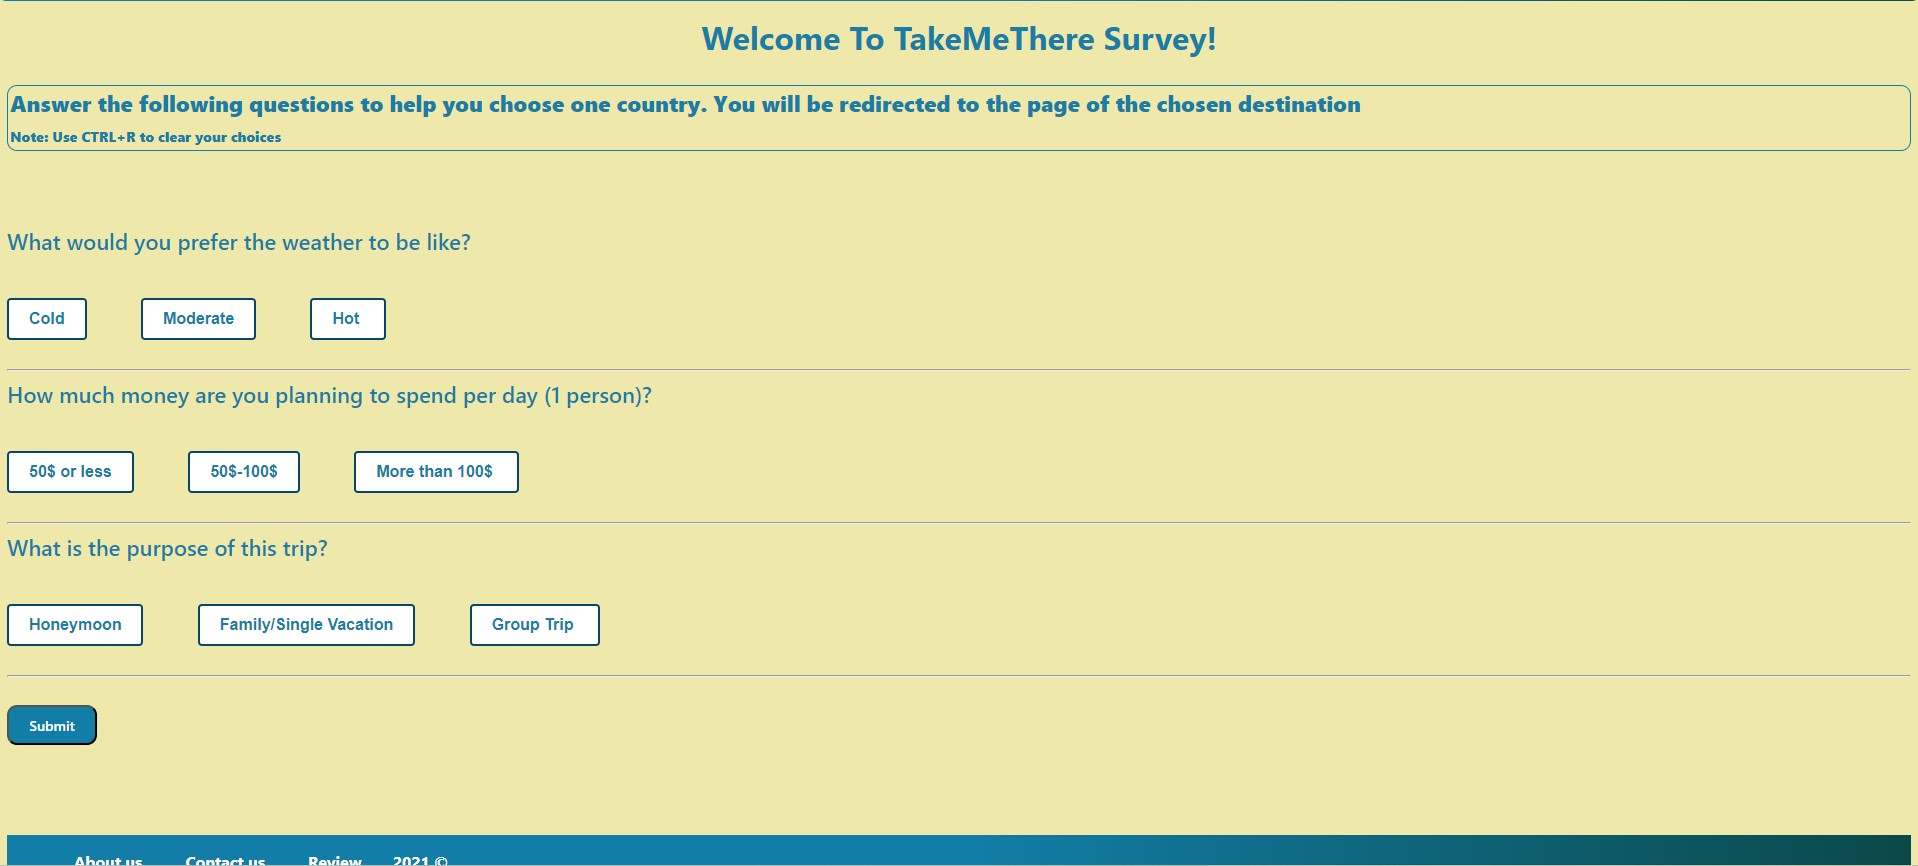 Welcome To TakeMeThere Survey!
Answer the following questions to help you choose one country. You will be redirected to the page of the chosen destination
Note: Use CTRL+R to clear your choices
What would you prefer the weather to be like?
Cold Moderate Hot
How much money are you planning to spend per day (1 person)?
50$ or less 50$-100$ More than 100$
What is the purpose of this trip?
Honeymoon Family/Single Vacation Group Trip
Submit
About us Contact us Review 2021 ©